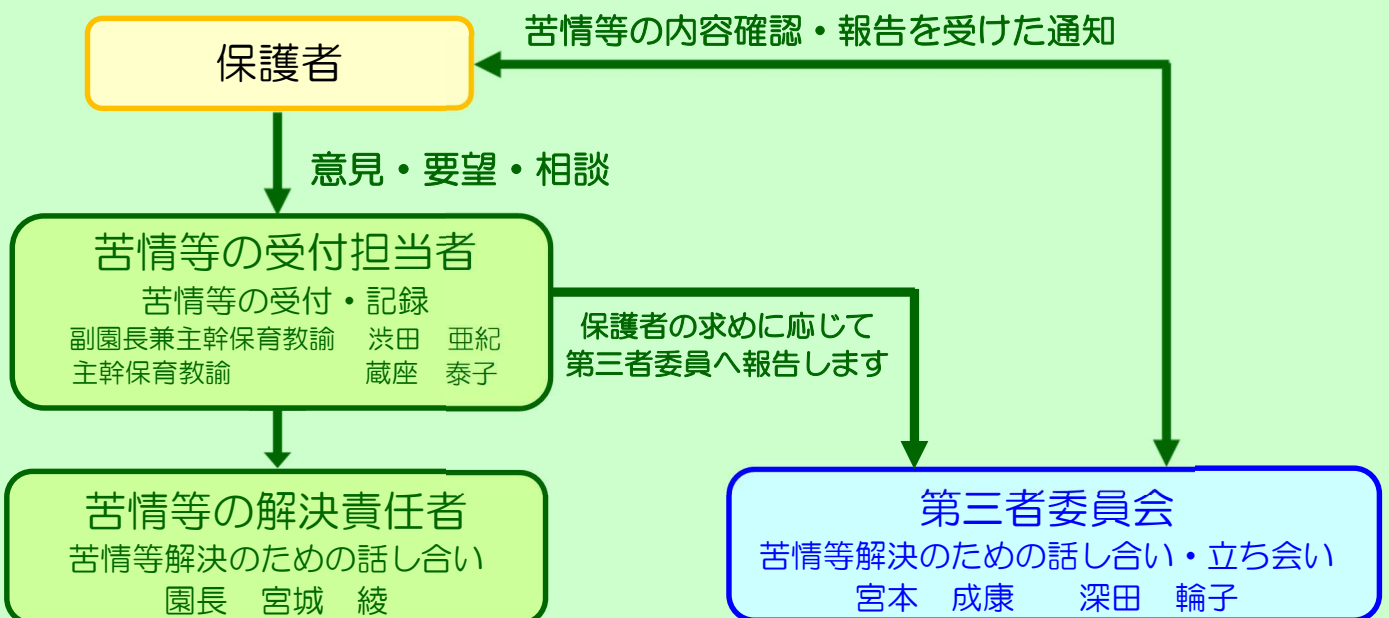 苦情等の内容確認・報告を受けた通知
保護者
意見・要望・相談
苦情等の受付担当者
苦情等の受付・記録
副園長兼主幹保育教諭　渋田　亜紀
主幹保育教諭　蔵座　泰子
保護者の求めに応じて
第三者委員へ報告します
苦情等の解決責任者
苦情等解決のための話し合い
園長　宮城　綾
第三者委員会
苦情等解決のための話し合い・立ち会い
宮本　成康　　深田　輪子